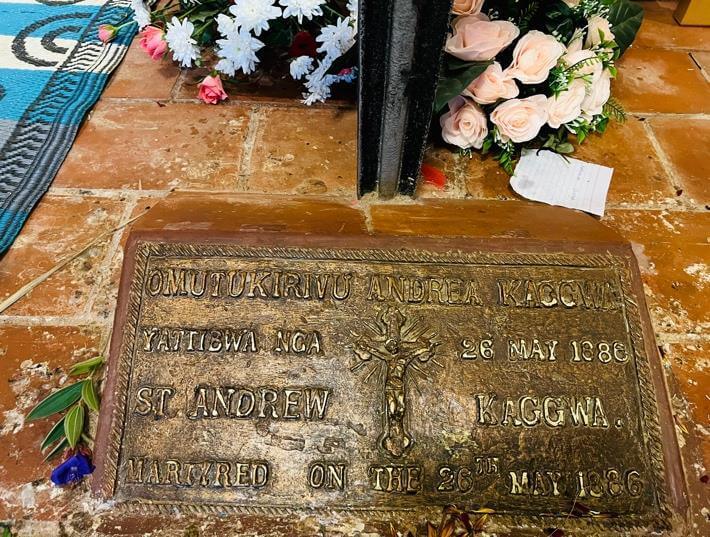 OMUTUKIRIVU ANDREA KAGGWA
YATTIBWA NGA 26 MAY 1886
ST. ANDREW KAGGWA.
MARTYRED ON THE 26TH MAY 1886